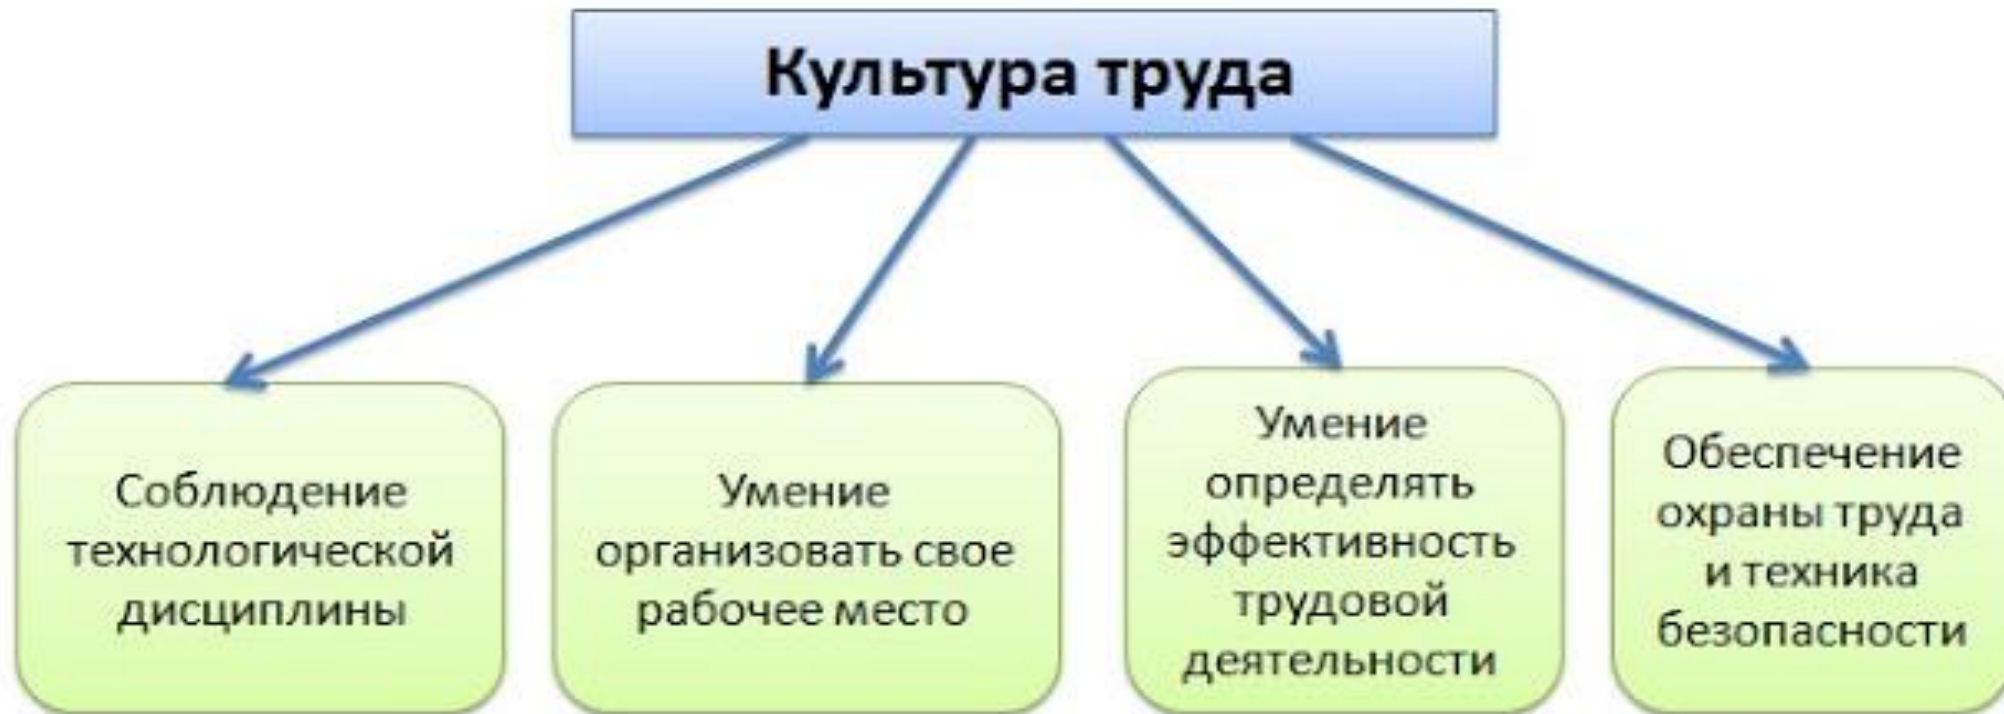 Культура труда
Соблюдение
технологической
дисциплины
Умение
организовать свое
рабочее место
Умение
определять
эффективность
трудовой
деятельности
Обеспечение
охраны труда
и техника
безопасности